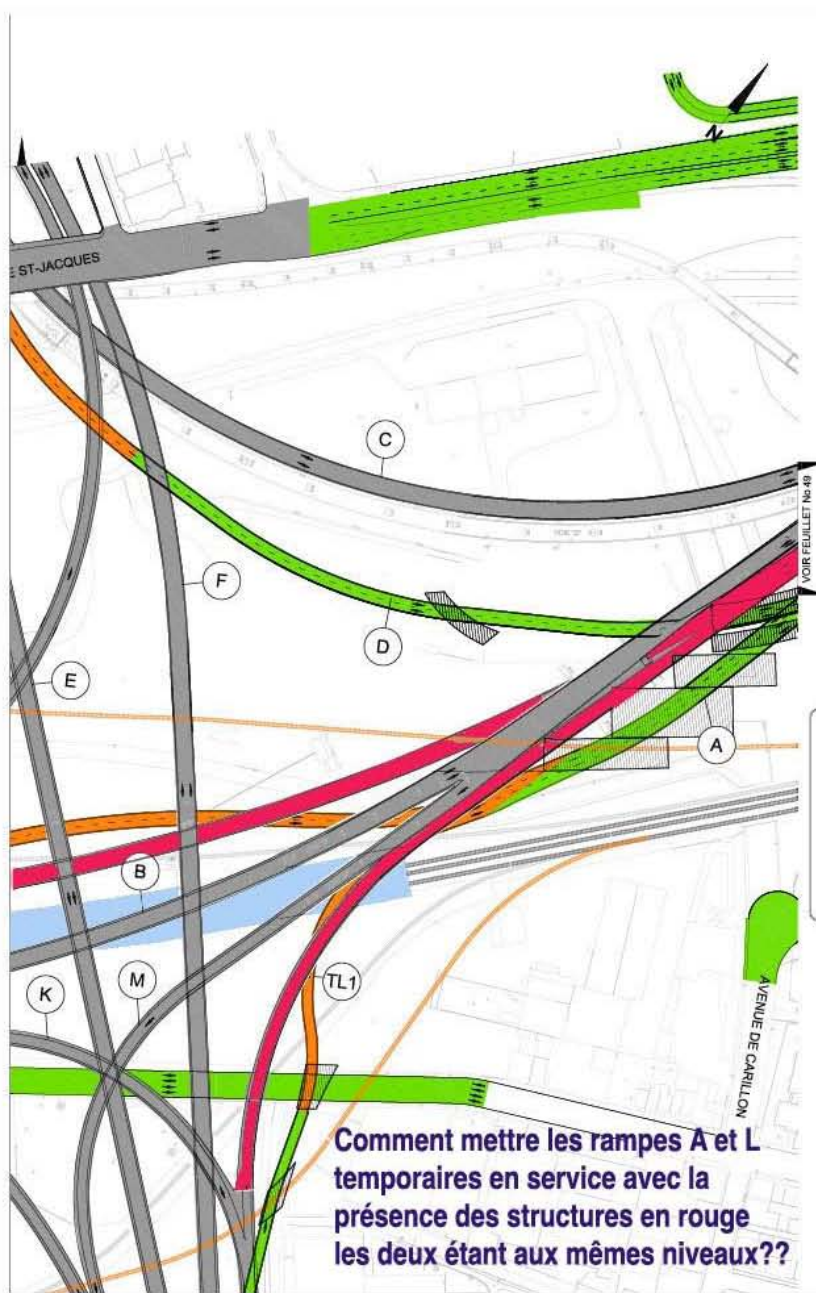 N
E ST-JACQUES
C
VOIR FEUILLET No 49
F
D
E
A
B
K
M
TL1
AVENUE DE CARILLON
Comment mettre les rampes A et L
temporaires en service avec la
présence des structures en rouge
les deux étant aux mêmes niveaux??